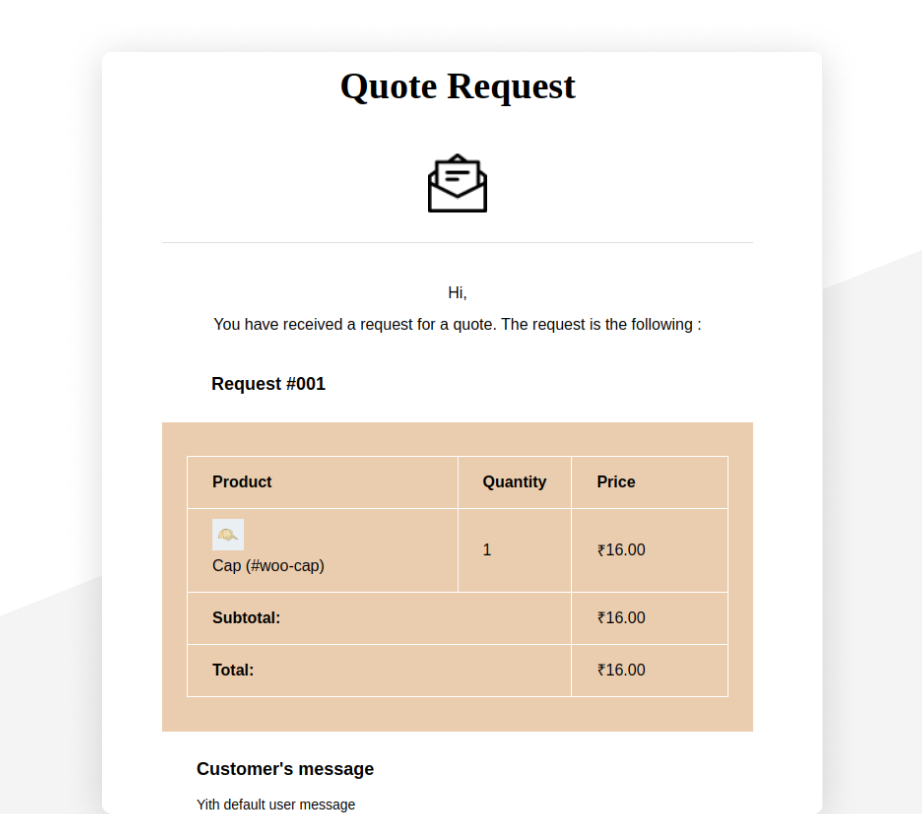 Quote Request
Hi,
You have received a request for a quote. The request is the following :
Request #001
Product Quantity Price
Cap (#woo-cap) 1 ₹16.00
Subtotal: ₹16.00
Total: ₹16.00
Customer's message
Yith default user message